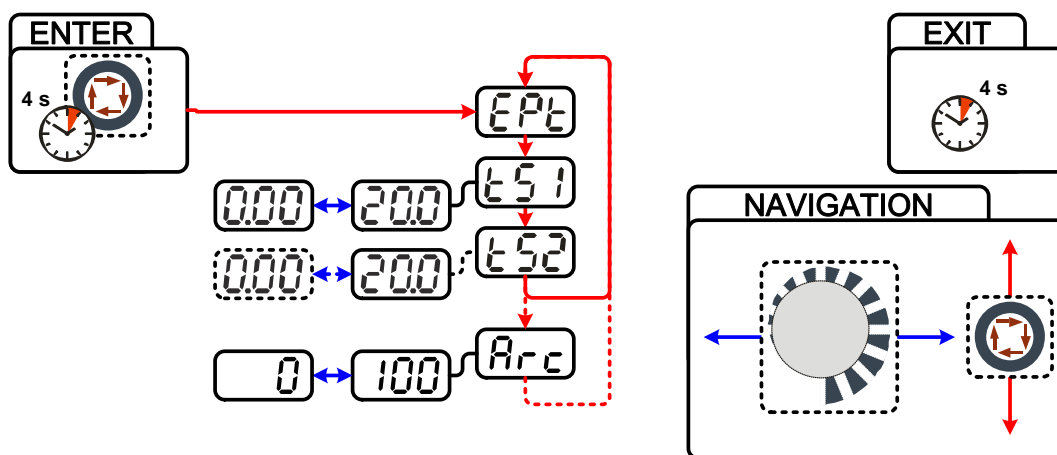 ENTER
4 s
EPt
tS1
0.00
20.0
tS2
0.00
20.0
Arc
0
100
EXIT
4 s
NAVIGATION